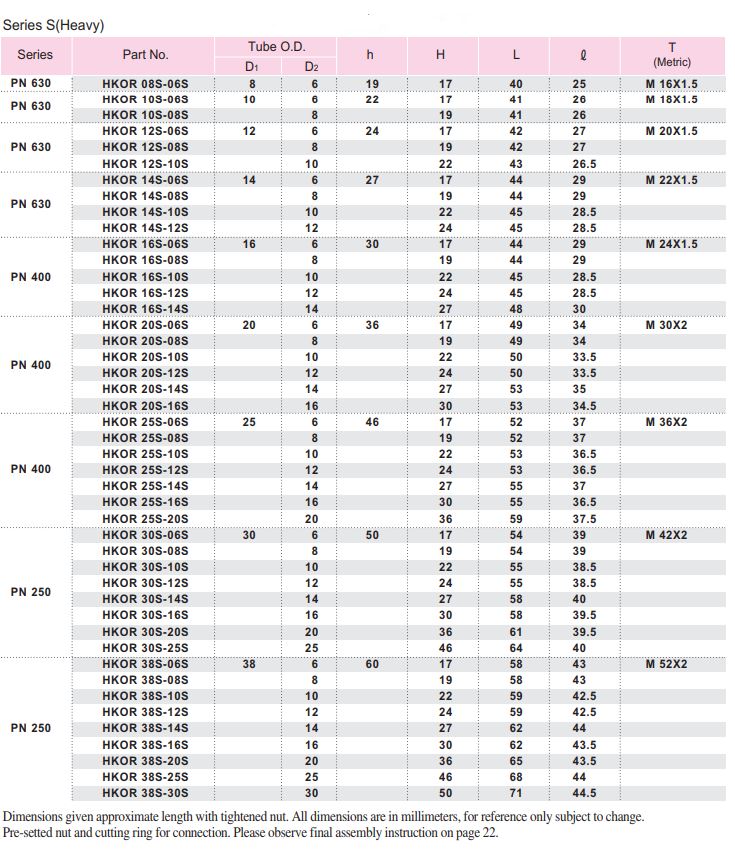 Series S(Heavy)
Series Part No. Tube O.D. h H L ℓ T
D1 D2 (Metric)
PN 630 HKOR 08S-06S 8 6 19 17 40 25 M 16X1.5
PN 630 HKOR 10S-06S 10 6 22 17 41 26 M 18X1.5
HKOR 10S-08S 8 19 41 26
HKOR 12S-06S 12 6 24 17 42 27 M 20X1.5
PN 630 HKOR 12S-08S 8 19 42 27
HKOR 12S-10S 10 22 43 26.5
HKOR 14S-06S 14 6 27 17 44 29 M 22X1.5
HKOR 14S-08S 8 19 44 29
PN 630 HKOR 14S-10S 10 22 45 28.5
HKOR 14S-12S 12 24 45 28.5
HKOR 16S-06S 16 6 30 17 44 29 M 24X1.5
HKOR 16S-08S 8 19 44 29
PN 400 HKOR 16S-10S 10 22 45 28.5
HKOR 16S-12S 12 24 45 28.5
HKOR 16S-14S 14 27 48 30
HKOR 20S-06S 20 6 36 17 49 34 M 30X2
HKOR 20S-08S 8 19 49 34
PN 400 HKOR 20S-10S 10 22 50 33.5
HKOR 20S-12S 12 24 50 33.5
HKOR 20S-14S 14 27 53 35
HKOR 20S-16S 16 30 53 34.5
HKOR 25S-06S 25 6 46 17 52 37 M 36X2
HKOR 25S-08S 8 19 52 37
HKOR 25S-10S 10 22 53 36.5
PN 400 HKOR 25S-12S 12 24 53 36.5
HKOR 25S-14S 14 27 55 37
HKOR 25S-16S 16 30 55 36.5
HKOR 25S-20S 20 36 59 37.5
HKOR 30S-06S 30 6 50 17 54 39 M 42X2
HKOR 30S-08S 8 19 54 39
HKOR 30S-10S 10 22 55 38.5
PN 250 HKOR 30S-12S 12 24 55 38.5
HKOR 30S-14S 14 27 58 40
HKOR 30S-16S 16 30 58 39.5
HKOR 30S-20S 20 36 61 39.5
HKOR 30S-25S 25 46 64 40
HKOR 38S-06S 38 6 60 17 58 43 M 52X2
HKOR 38S-08S 8 19 58 43
HKOR 38S-10S 10 22 59 42.5
HKOR 38S-12S 12 24 59 42.5
PN 250 HKOR 38S-14S 14 27 62 44
HKOR 38S-16S 16 30 62 43.5
HKOR 38S-20S 20 36 65 43.5
HKOR 38S-25S 25 46 68 44
HKOR 38S-30S 30 50 71 44.5
Dimensions given approximate length with tightened nut. All dimensions are in millimeters, for reference only subject to change.
Pre-setted nut and cutting ring for connection. Please observe final assembly instruction on page 22.